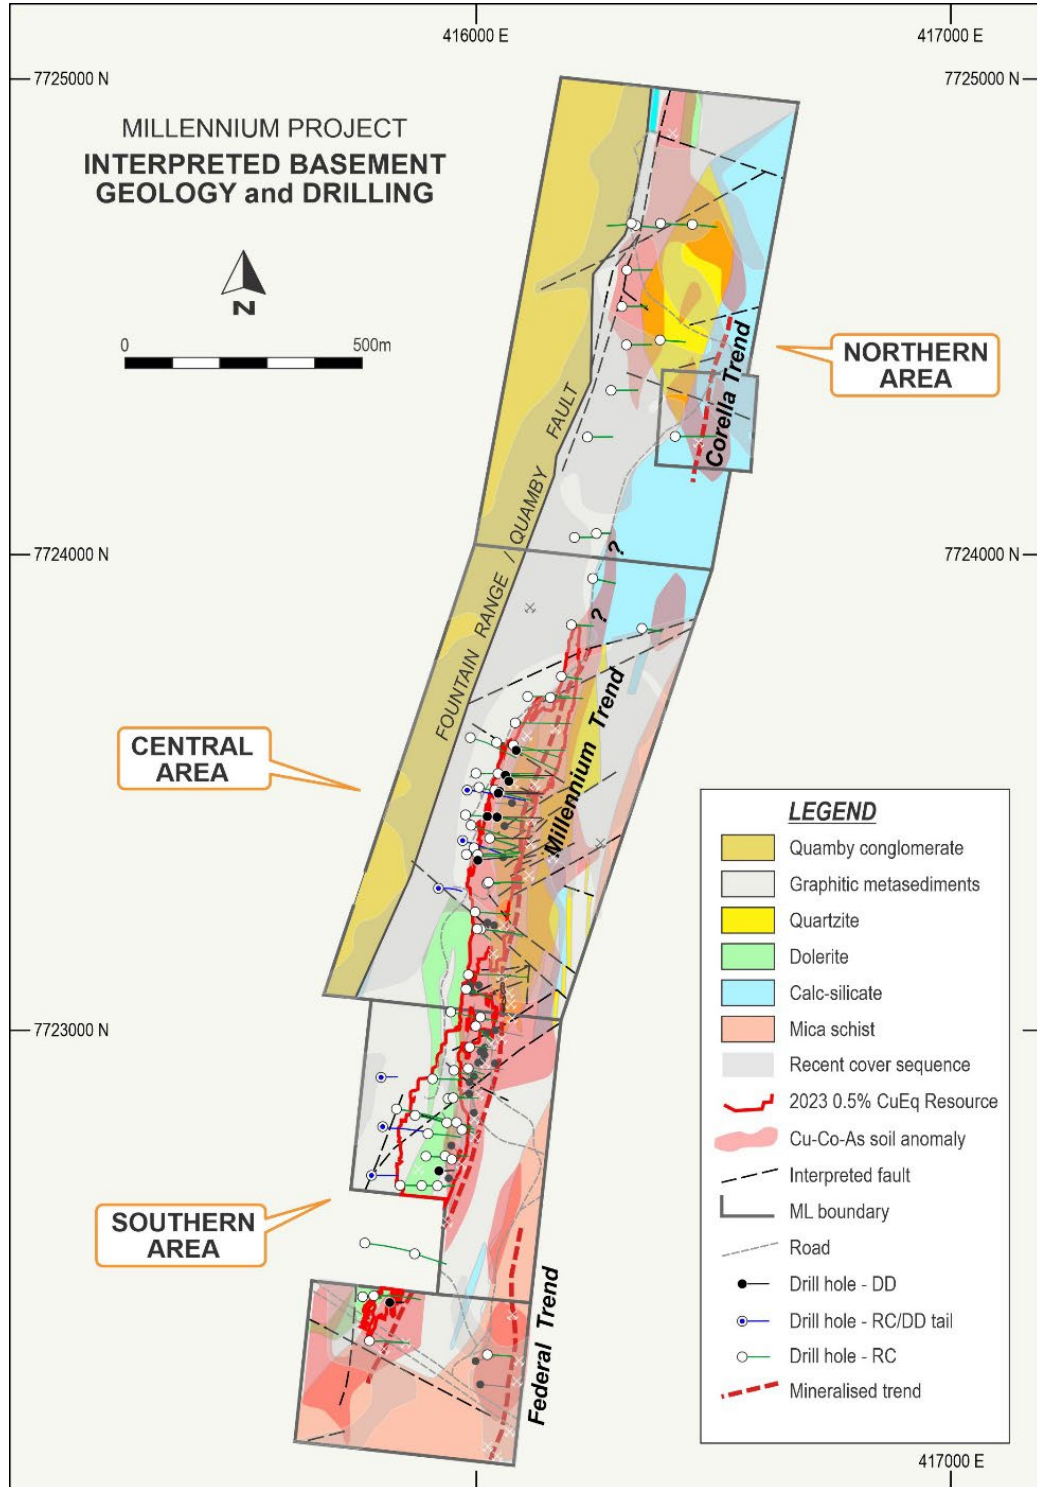 416000 E
417000 E
7725000 N
7725000 N
MILLENNIUM PROJECT
INTERPRETED BASEMENT
GEOLOGY and DRILLING
N
0
500m
NORTHERN
AREA
Corella Trend
FOUNTAIN RANGE / QUAMBY FAULT
7724000 N
7724000 N
?
?
Millennium Trend
CENTRAL
AREA
LEGEND
Quamby conglomerate
Graphitic metasediments
Quartzite
Dolerite
Calc-silicate
Mica schist
Recent cover sequence
2023 0.5% CuEq Resource
Cu-Co-As soil anomaly
Interpreted fault
ML boundary
Road
Drill hole - DD
Drill hole - RC/DD tail
Drill hole - RC
Mineralised trend
7723000 N
SOUTHERN
AREA
Federal Trend
417000 E